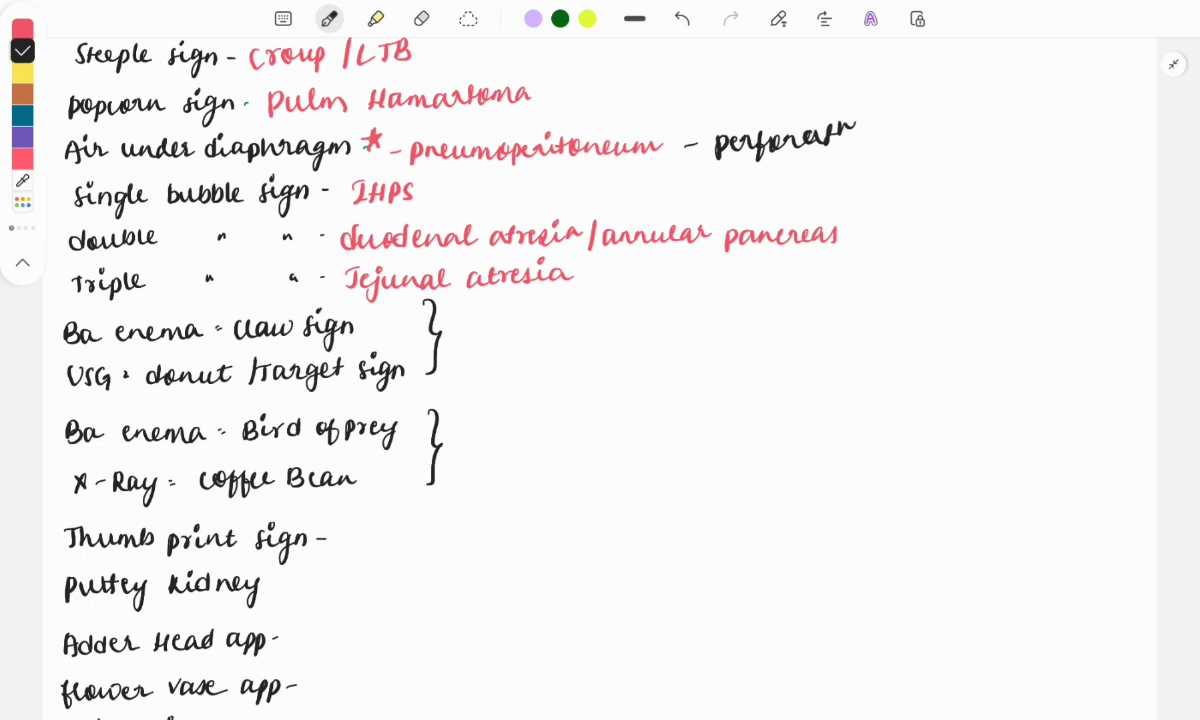 Steeple sign - Croup / LTB
popcorn sign - Pulm Hamartoma
Air under diaphragm * - pneumoperitoneum - perforatn
Single bubble sign - IHPS
double " " - duodenal atresia / annular pancreas
Triple " " - Jejunal atresia
Ba enema = Claw sign
USG = donut / Target sign
Ba enema = Bird of prey
X-Ray = Coffee Bean
Thumb print sign -
puttey kidney
Adder Head app -
flower vase app -